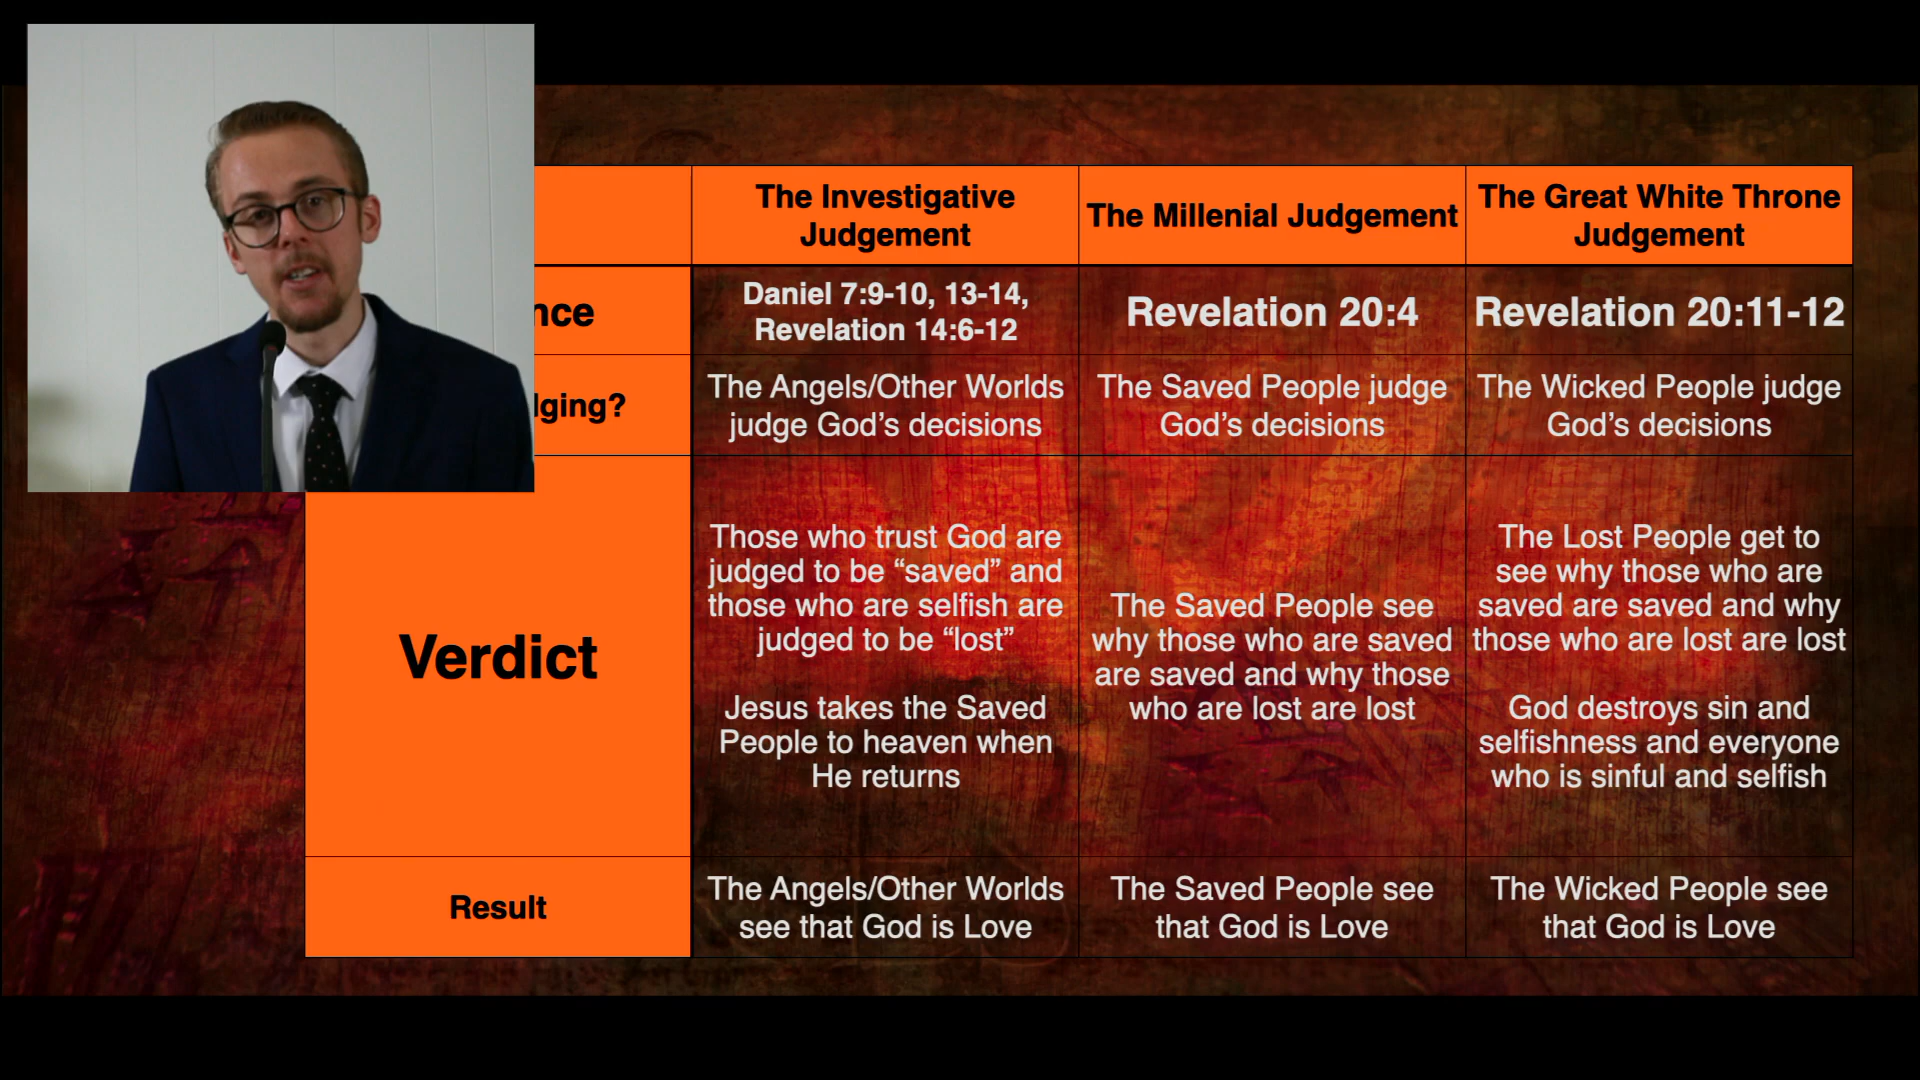 The Investigative
Judgement
The Millenial Judgement
The Great White Throne
Judgement
Daniel 7:9-10, 13-14,
Revelation 14:6-12
Revelation 20:4
Revelation 20:11-12
The Angels/Other Worlds
judge God’s decisions
The Saved People judge
God’s decisions
The Wicked People judge
God’s decisions
Verdict
Those who trust God are
judged to be “saved” and
those who are selfish are
judged to be “lost”
Jesus takes the Saved
People to heaven when
He returns
The Saved People see
why those who are saved
are saved and why those
who are lost are lost
The Lost People get to
see why those who are
saved are saved and why
those who are lost are lost
God destroys sin and
selfishness and everyone
who is sinful and selfish
Result
The Angels/Other Worlds
see that God is Love
The Saved People see
that God is Love
The Wicked People see
that God is Love